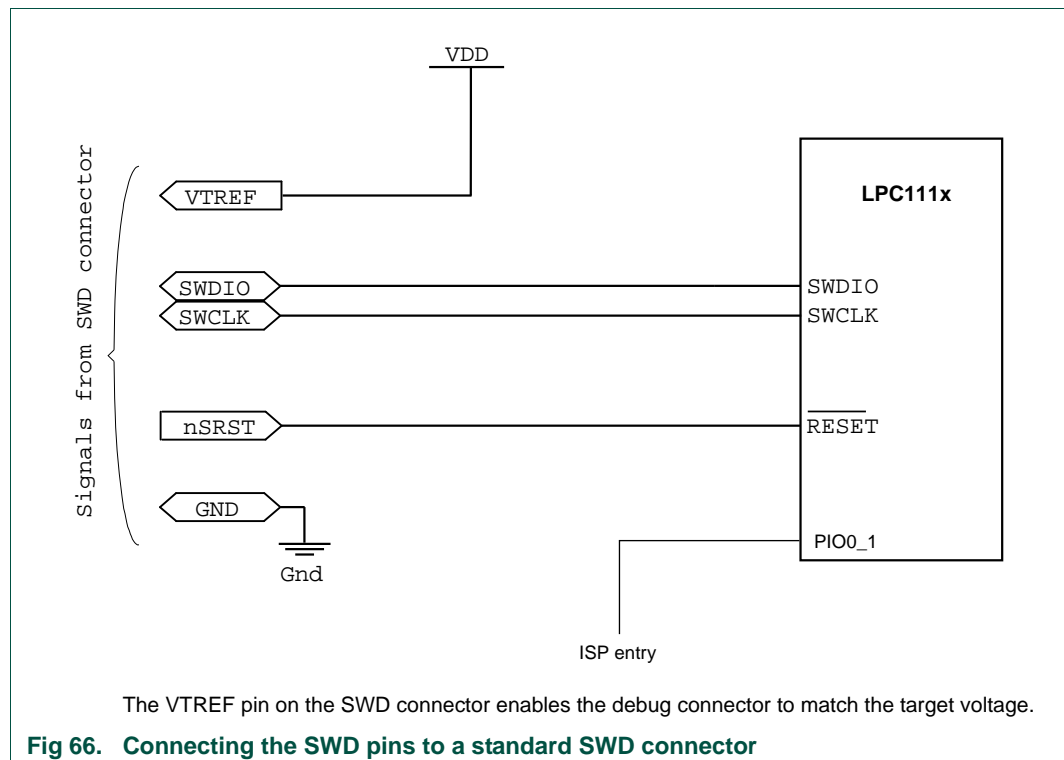 VDD
Signals from SWD connector
VTREF
LPC111x
SWDIO
SWDIO
SWCLK
SWCLK
nSRST
RESET
GND
PIO0_1
Gnd
ISP entry
The VTREF pin on the SWD connector enables the debug connector to match the target voltage.
Fig 66. Connecting the SWD pins to a standard SWD connector